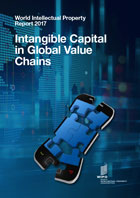 World Intellectual Property
Report 2017
Intangible Capital
in Global Value
Chains
WIPO